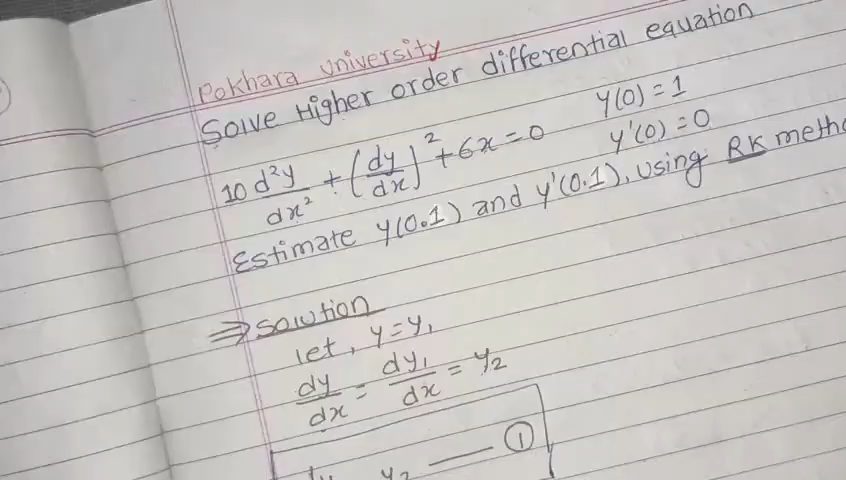 Pokhara University
Solve Higher order differential equation
10 d²y/dx² + (dy/dx)² + 6x = 0 y(0) = 1
y'(0) = 0
Estimate y(0.1) and y'(0.1), using RK
⇒ solution
let, y = y₁
dy/dx = dy₁/dx = y₂
y₂ — ①